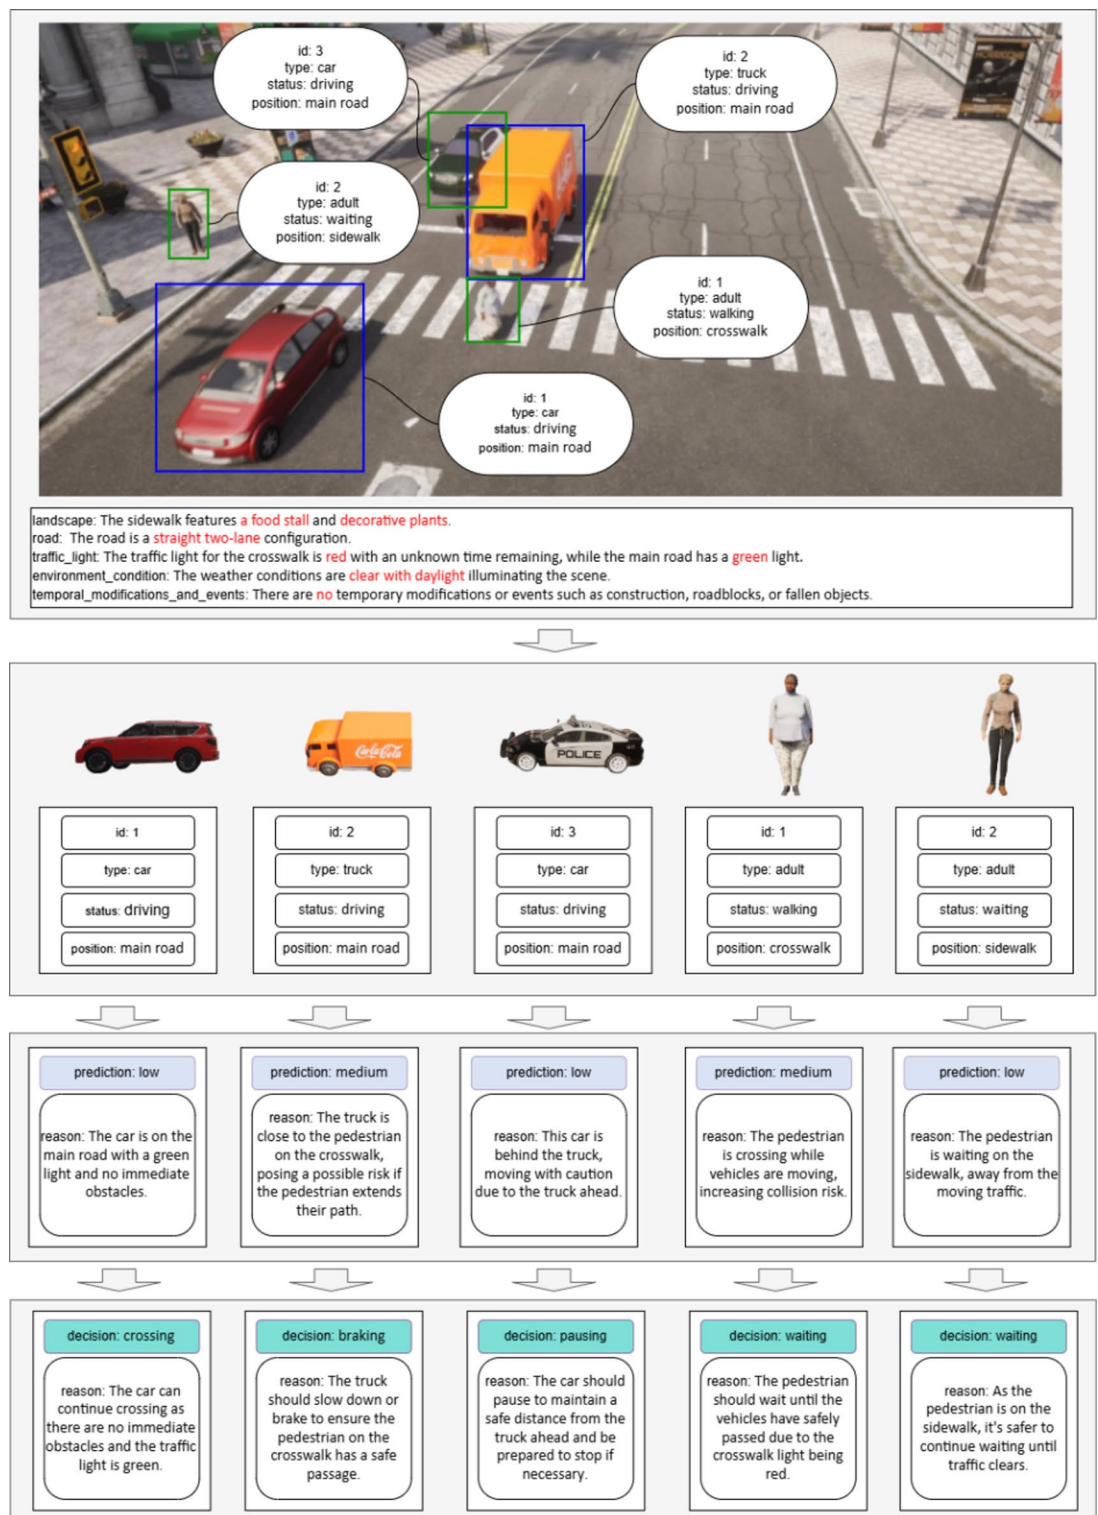 id: 3
type: car
status: driving
position: main road
id: 2
type: truck
status: driving
position: main road
id: 2
type: adult
status: waiting
position: sidewalk
id: 1
type: adult
status: walking
position: crosswalk
id: 1
type: car
status: driving
position: main road
landscape: The sidewalk features a food stall and decorative plants.
road: The road is a straight two-lane configuration.
traffic_light: The traffic light for the crosswalk is red with an unknown time remaining, while the main road has a green light.
environment_condition: The weather conditions are clear with daylight illuminating the scene.
temporal_modifications_and_events: There are no temporary modifications or events such as construction, roadblocks, or fallen objects.
Carla Cola
POLICE
id: 1
type: car
status: driving
position: main road
id: 2
type: truck
status: driving
position: main road
id: 3
type: car
status: driving
position: main road
id: 1
type: adult
status: walking
position: crosswalk
id: 2
type: adult
status: waiting
position: sidewalk
prediction: low
reason: The car is on the
main road with a green
light and no immediate
obstacles.
prediction: medium
reason: The truck is
close to the pedestrian
on the crosswalk,
posing a possible risk if
the pedestrian extends
their path.
prediction: low
reason: This car is
behind the truck,
moving with caution
due to the truck ahead.
prediction: medium
reason: The pedestrian
is crossing while
vehicles are moving,
increasing collision risk.
prediction: low
reason: The pedestrian
is waiting on the
sidewalk, away from the
moving traffic.
decision: crossing
reason: The car can
continue crossing as
there are no immediate
obstacles and the traffic
light is green.
decision: braking
reason: The truck
should slow down or
brake to ensure the
pedestrian on the
crosswalk has a safe
passage.
decision: pausing
reason: The car should
pause to maintain a
safe distance from the
truck ahead and be
prepared to stop if
necessary.
decision: waiting
reason: The pedestrian
should wait until the
vehicles have safely
passed due to the
crosswalk light being
red.
decision: waiting
reason: As the
pedestrian is on the
sidewalk, it's safer to
continue waiting until
traffic clears.